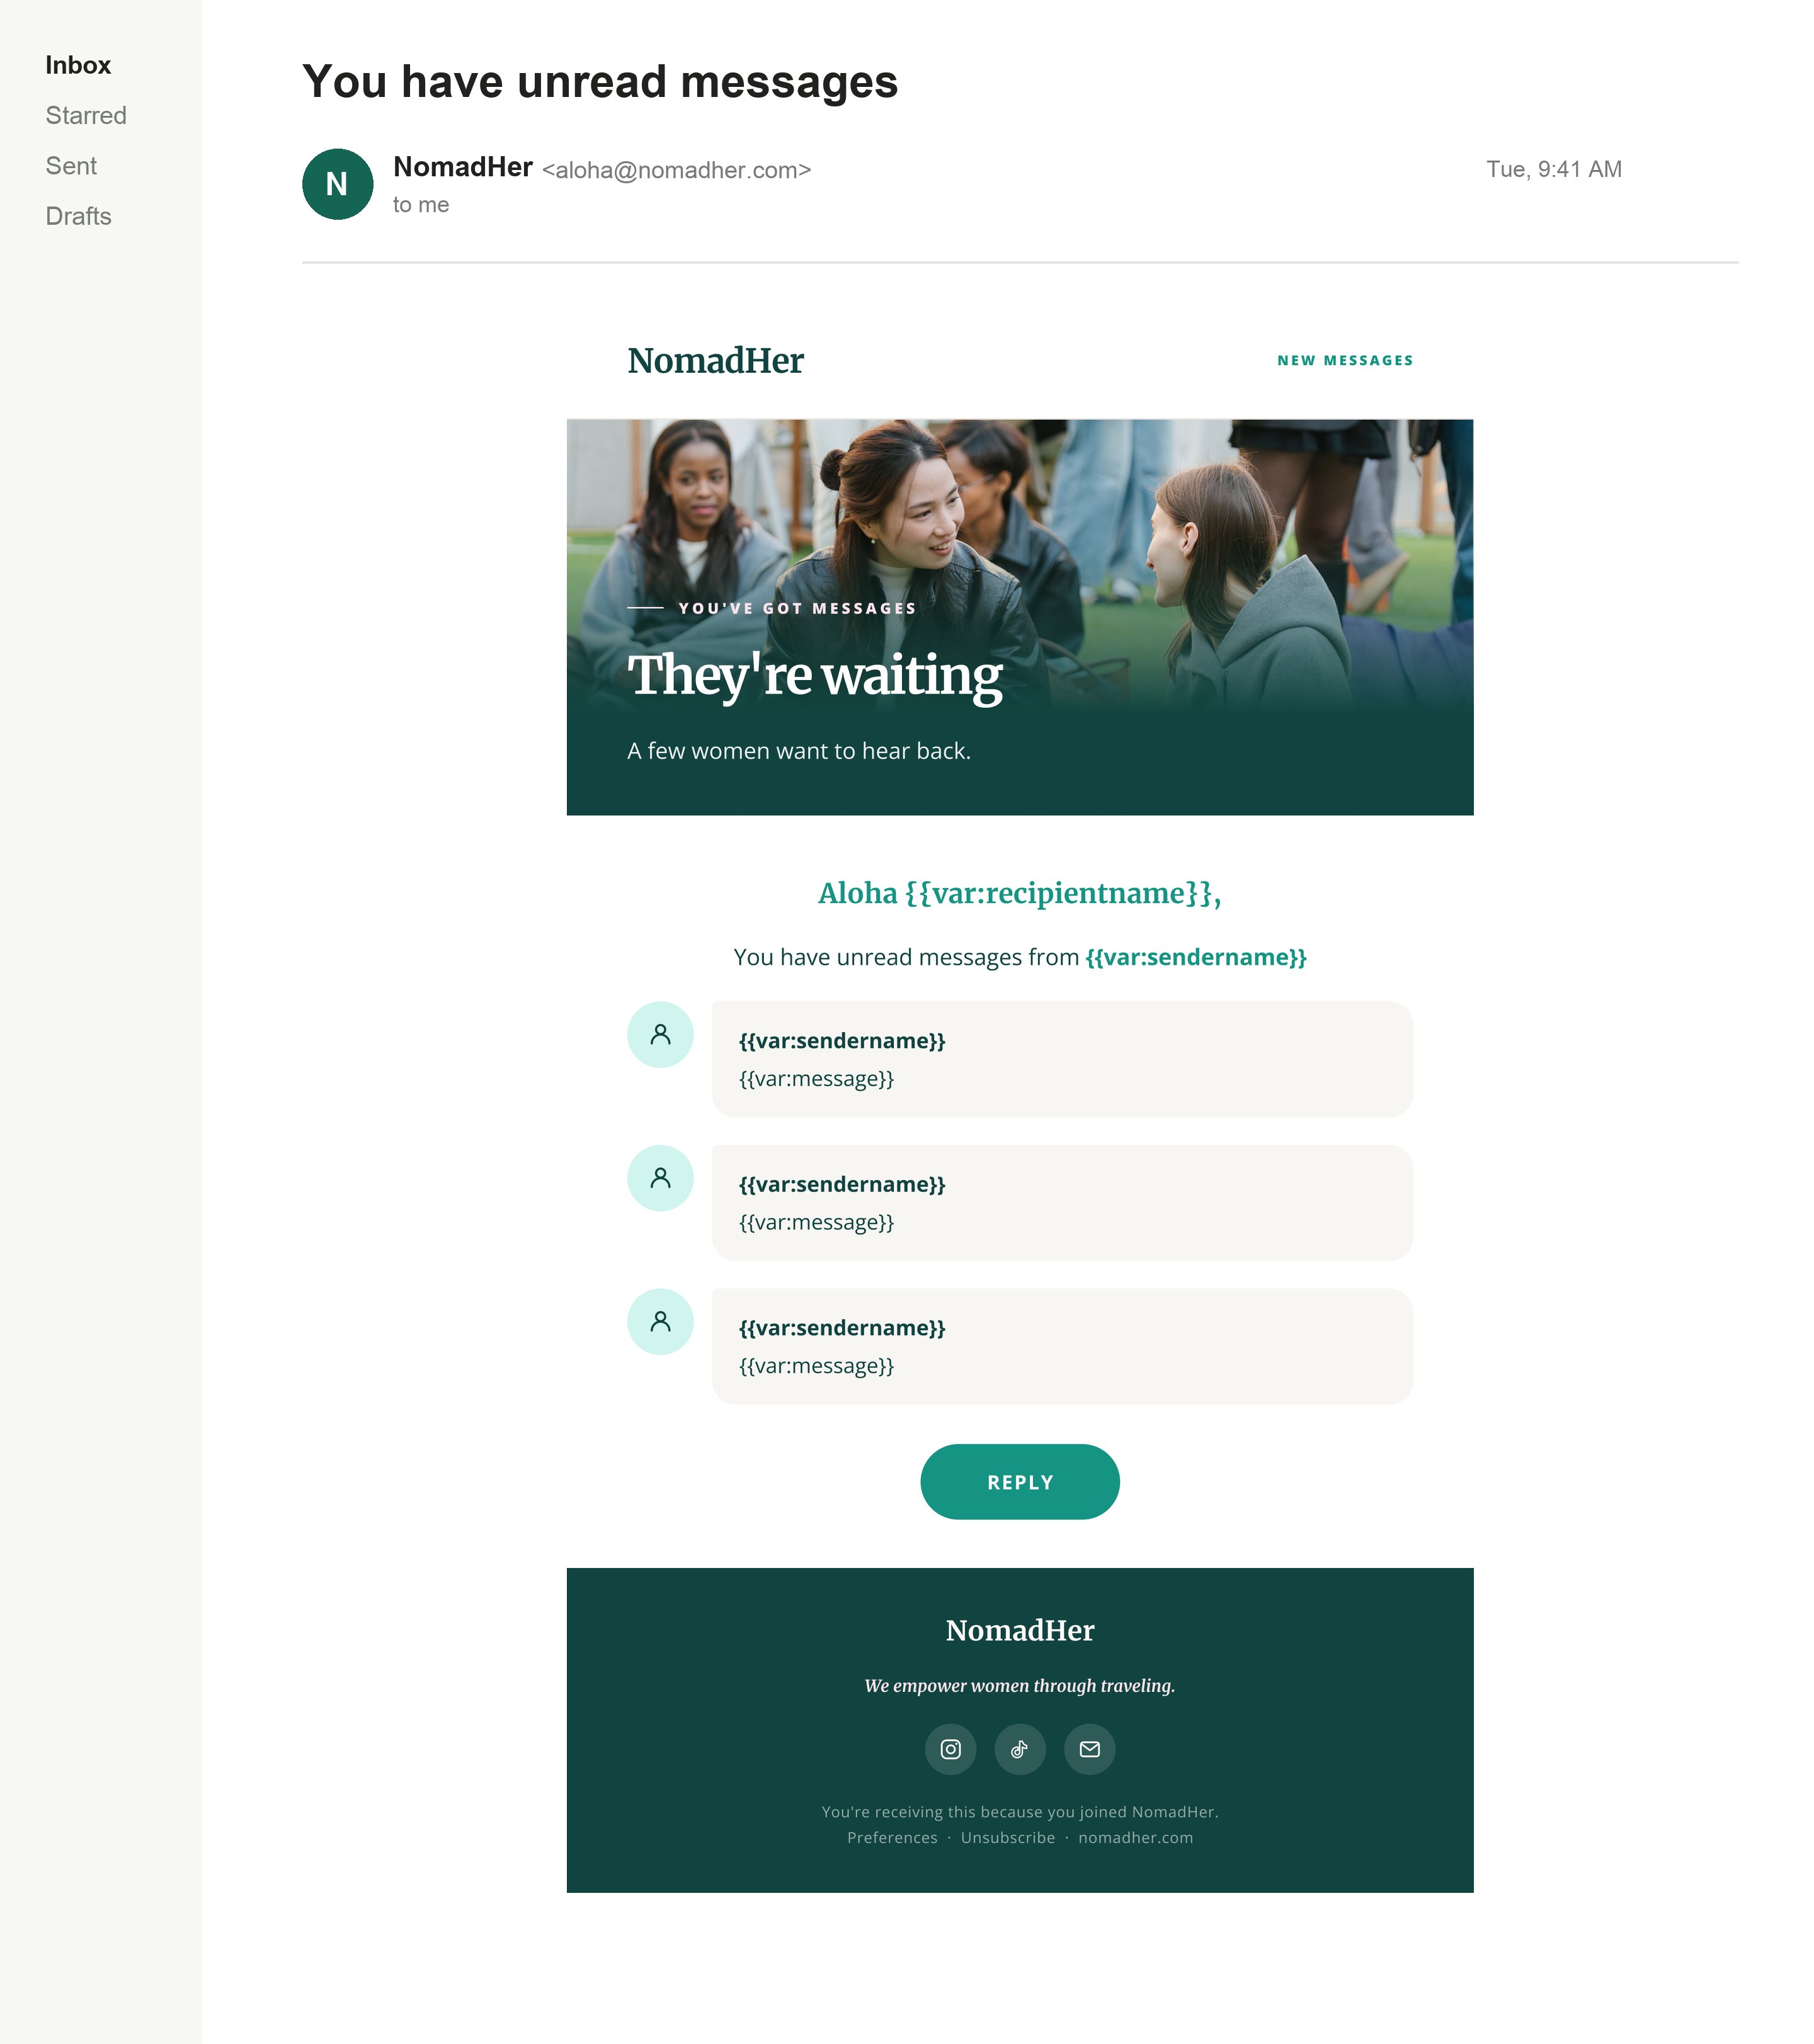 Inbox
Starred
Sent
Drafts
You have unread messages
N
NomadHer <aloha@nomadher.com>
Tue, 9:41 AM
to me
NomadHer
NEW MESSAGES
YOU'VE GOT MESSAGES
They're waiting
A few women want to hear back.
Aloha {{var:recipientname}},
You have unread messages from {{var:sendername}}
{{var:sendername}}
{{var:message}}
{{var:sendername}}
{{var:message}}
{{var:sendername}}
{{var:message}}
REPLY
NomadHer
We empower women through traveling.
You're receiving this because you joined NomadHer.
Preferences · Unsubscribe · nomadher.com